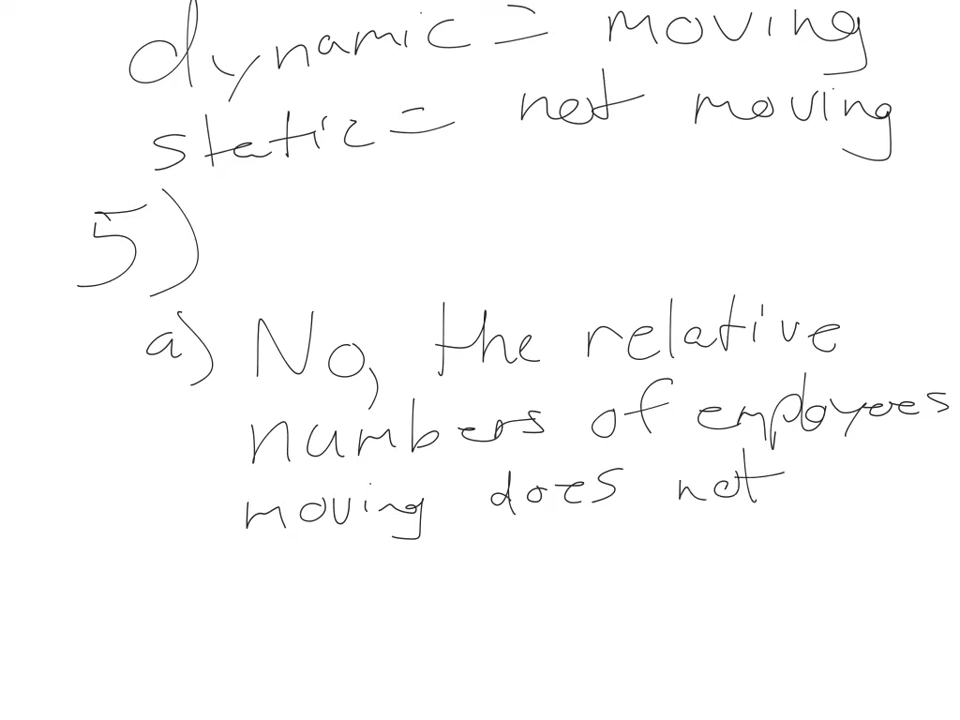 dynamic = moving
static = not moving
5)
a) No, the relative
numbers of employees
moving does not